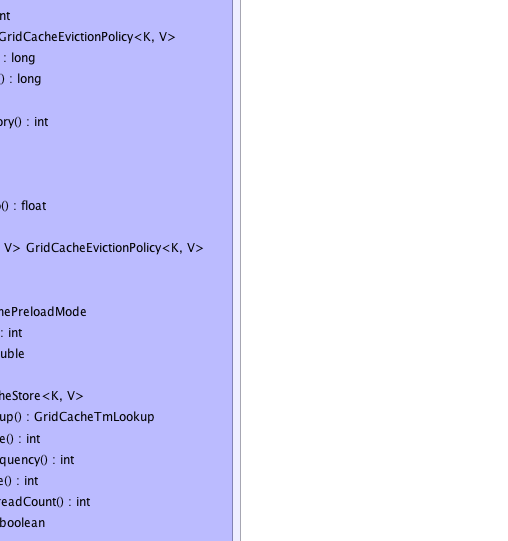 nt
GridCacheEvictionPolicy<K, V>
: long
) : long
ory() : int
() : float
V> GridCacheEvictionPolicy<K, V>
hePreloadMode
: int
uble
heStore<K, V>
up() : GridCacheTmLookup
e() : int
quency() : int
e() : int
readCount() : int
boolean